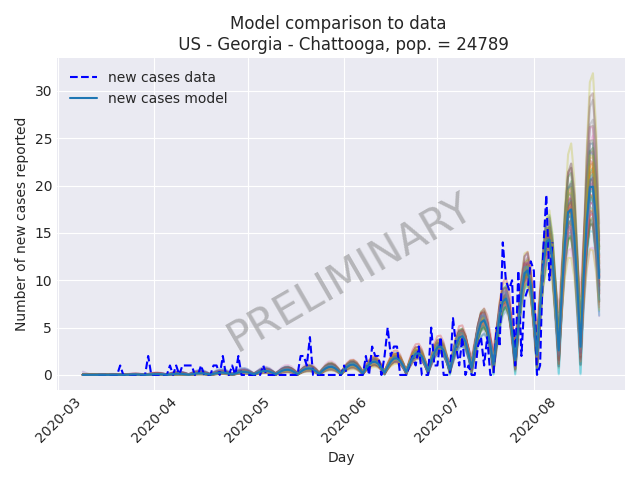 Model comparison to data
US - Georgia - Chattooga, pop. = 24789
new cases data
new cases model
PRELIMINARY
Number of new cases reported
30
25
20
15
10
5
0
2020-03
2020-04
2020-05
2020-06
2020-07
2020-08
Day